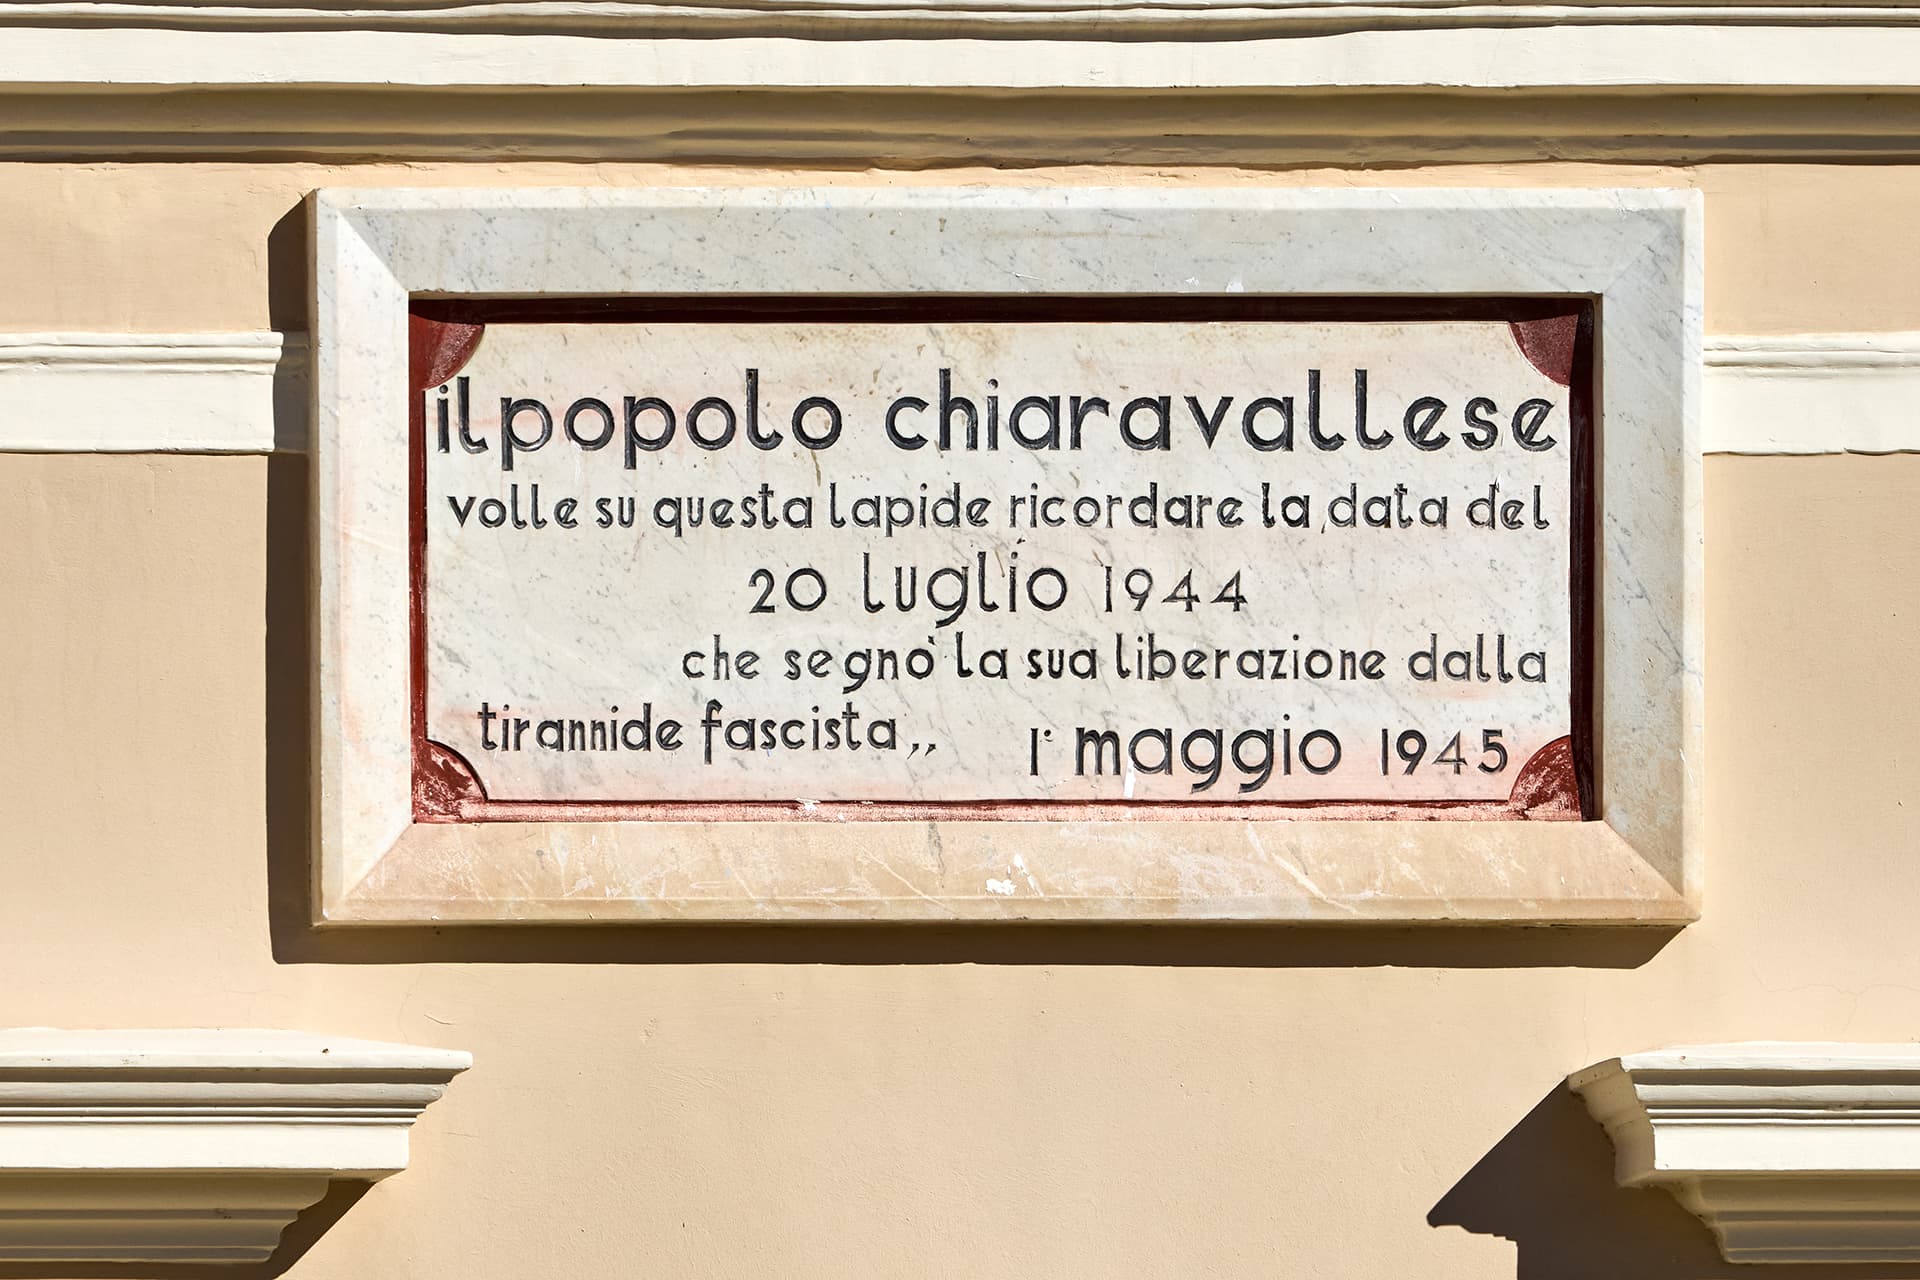 il popolo chiaravallese
volle su questa lapide ricordare la data del
20 luglio 1944
che segnò la sua liberazione dalla
tirannide fascista,, 1° maggio 1945